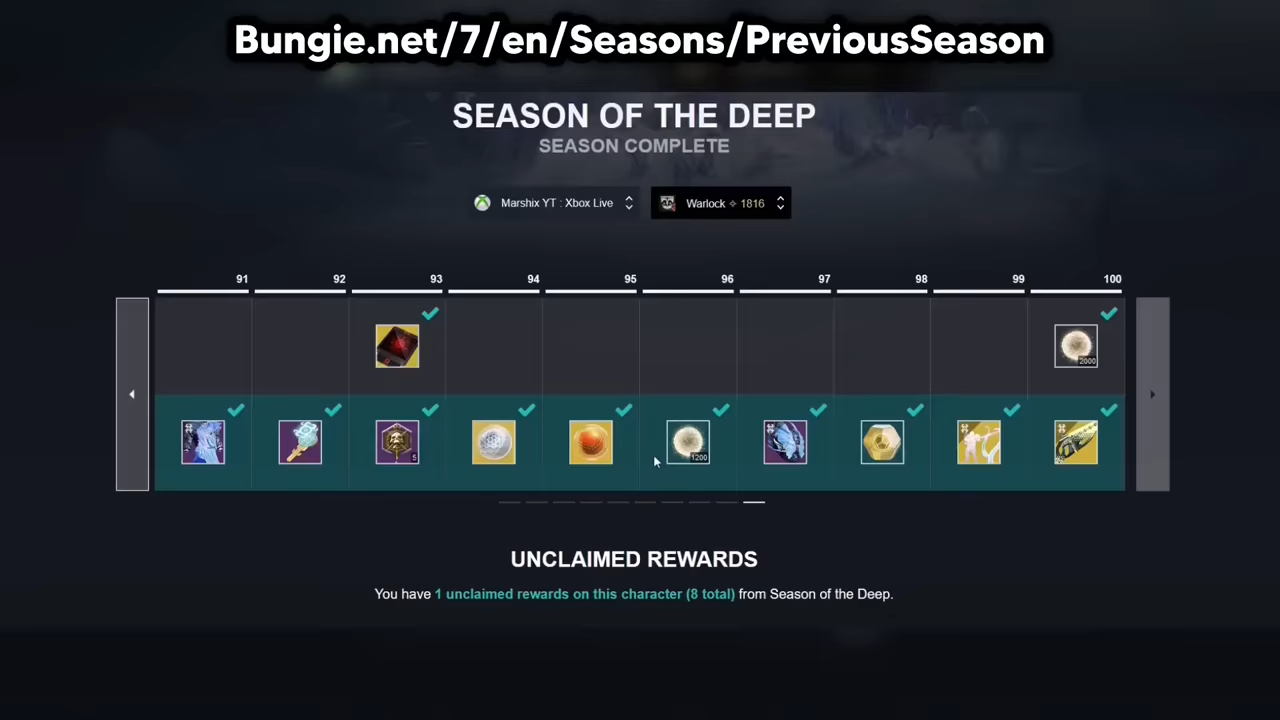 Bungie.net/7/en/Seasons/PreviousSeason
SEASON OF THE DEEP
SEASON COMPLETE
Marshix YT : Xbox Live
Warlock ✧ 1816
91 92 93 94 95 96 97 98 99 100
2000
5 1200
UNCLAIMED REWARDS
You have 1 unclaimed rewards on this character (8 total) from Season of the Deep.